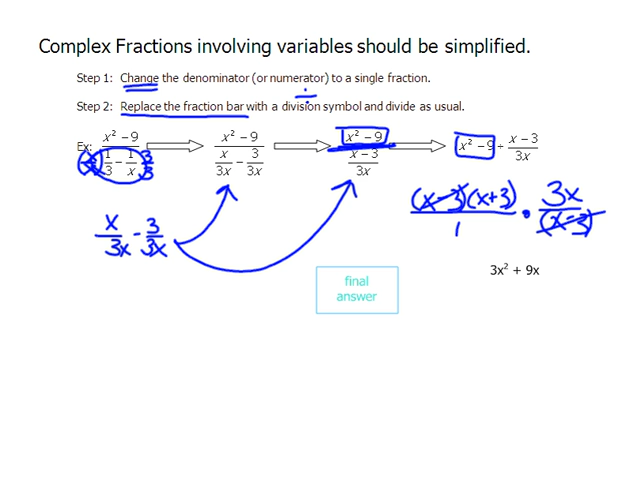 Complex Fractions involving variables should be simplified.
Step 1: Change the denominator (or numerator) to a single fraction.
÷
Step 2: Replace the fraction bar with a division symbol and divide as usual.
Ex: (x² − 9)/(1/3 − 1/x) (x² − 9)/(x/3x − 3/3x) (x² − 9)/((x − 3)/3x) x² − 9 ÷ (x − 3)/3x
x/3x - 3/3x (x-3)(x+3)/1 • 3x/(x-3)
3x² + 9x
final
answer